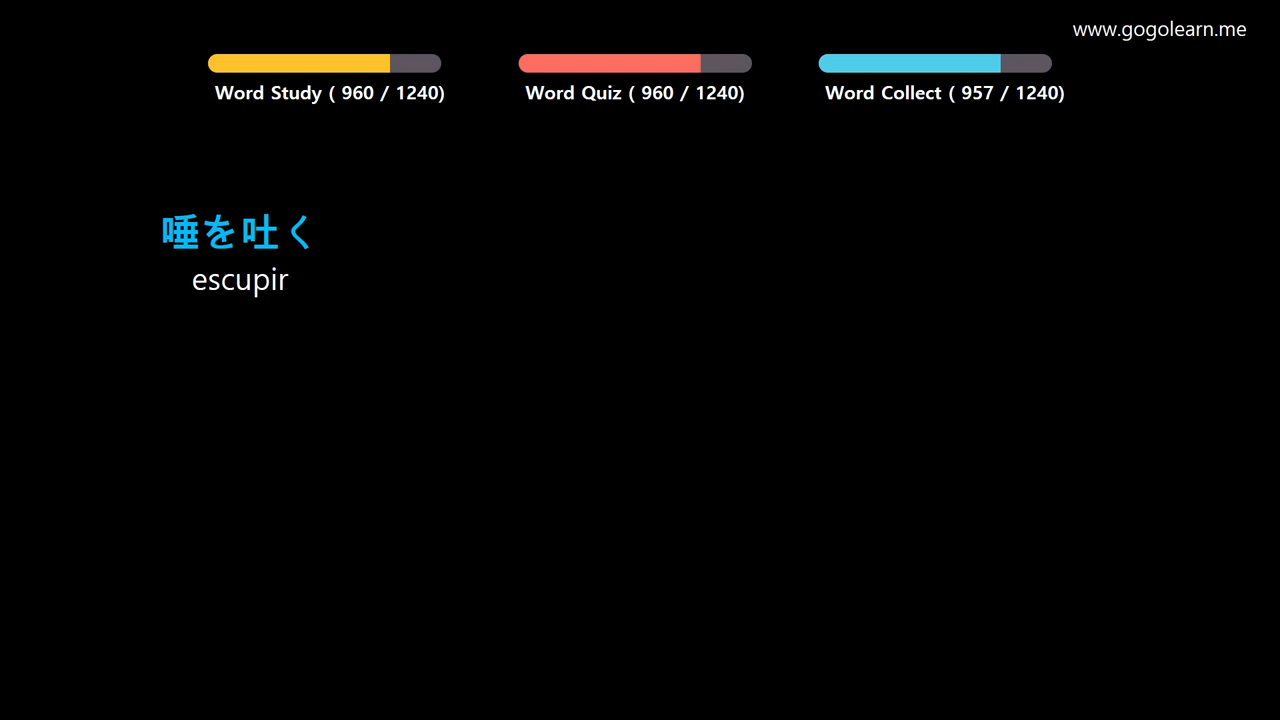 www.gogolearn.me
Word Study ( 960 / 1240)
Word Quiz ( 960 / 1240)
Word Collect ( 957 / 1240)
唾を吐く
escupir